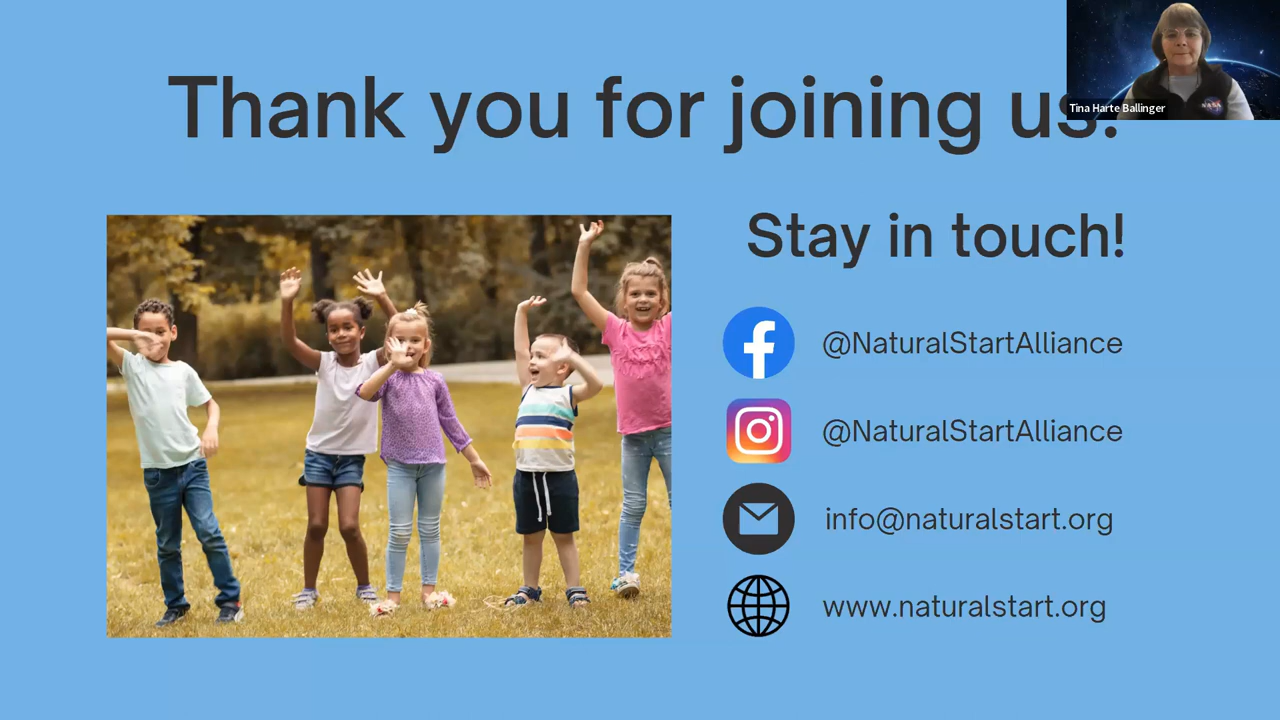 Thank you for joining us!
Tina Harte Ballinger
NASA
Stay in touch!
@NaturalStartAlliance
@NaturalStartAlliance
info@naturalstart.org
www.naturalstart.org